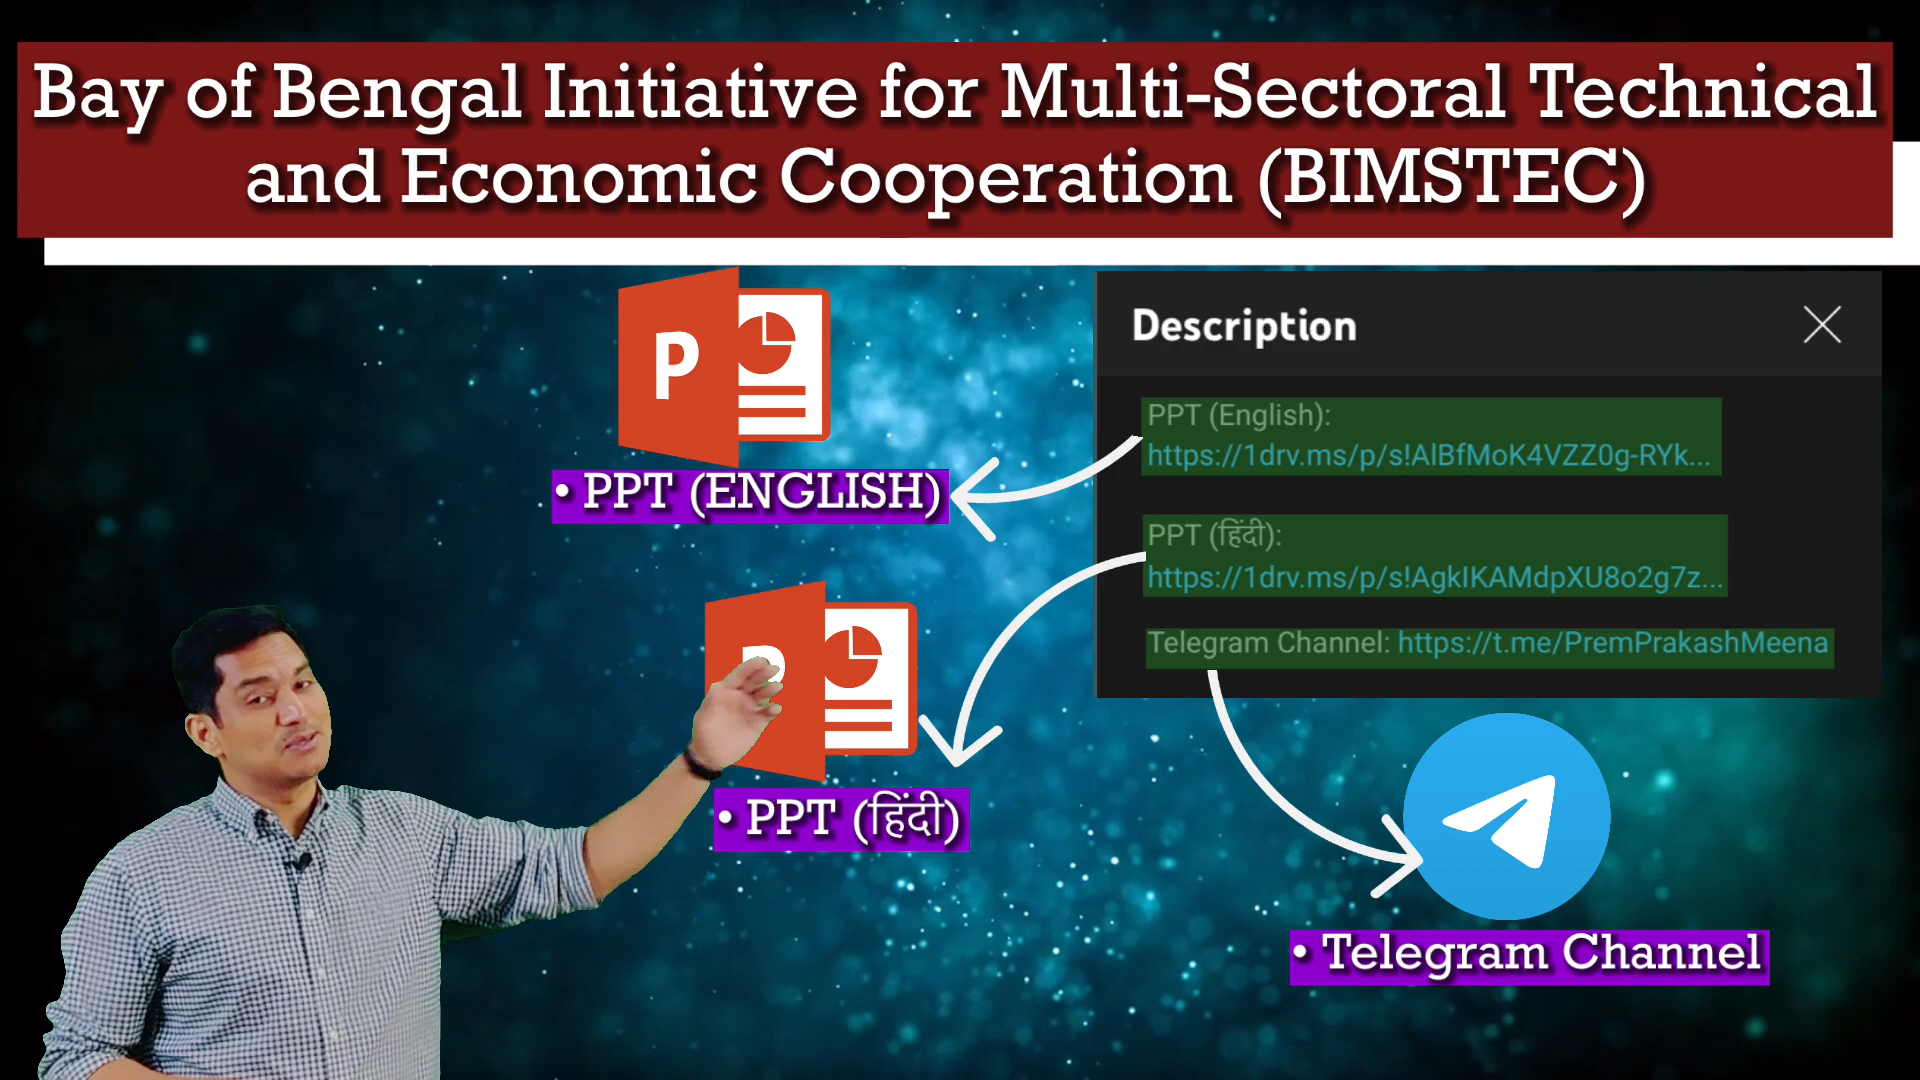 Bay of Bengal Initiative for Multi-Sectoral Technical
and Economic Cooperation (BIMSTEC)
P
• PPT (ENGLISH)
P
• PPT (हिंदी)
Description
PPT (English):
https://1drv.ms/p/s!AlBfMoK4VZZ0g-RYk...
PPT (हिंदी):
https://1drv.ms/p/s!AgkIKAMdpXU8o2g7z...
Telegram Channel: https://t.me/PremPrakashMeena
• Telegram Channel